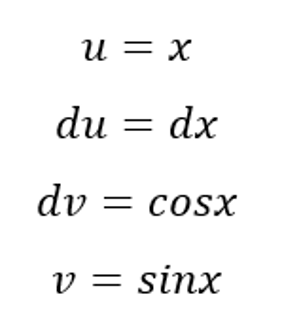 u = x
du = dx
dv = cosx
v = sinx